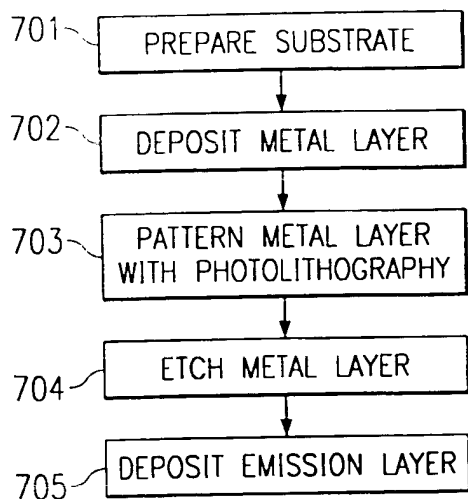 701
PREPARE SUBSTRATE
702
DEPOSIT METAL LAYER
703
PATTERN METAL LAYER
WITH PHOTOLITHOGRAPHY
704
ETCH METAL LAYER
705
DEPOSIT EMISSION LAYER